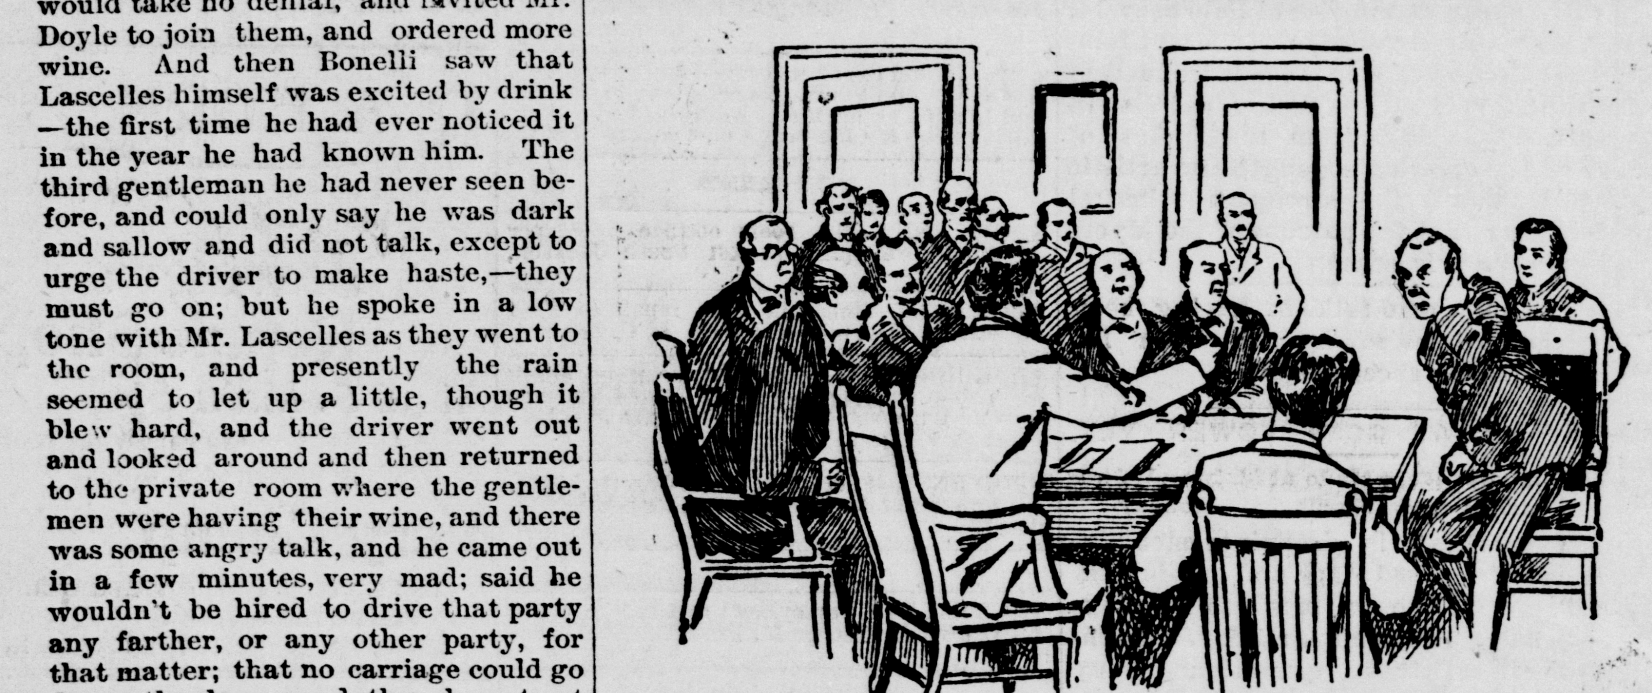 would take no denial, and invited Mr.
Doyle to join them, and ordered more
wine. And then Bonelli saw that
Lascelles himself was excited by drink
—the first time he had ever noticed it
in the year he had known him. The
third gentleman he had never seen be-
fore, and could only say he was dark
and sallow and did not talk, except to
urge the driver to make haste,—they
must go on; but he spoke in a low
tone with Mr. Lascelles as they went to
the room, and presently the rain
seemed to let up a little, though it
blew hard, and the driver went out
and looked around and then returned
to the private room where the gentle-
men were having their wine, and there
was some angry talk, and he came out
in a few minutes, very mad; said he
wouldn't be hired to drive that party
any farther, or any other party, for
that matter; that no carriage could go